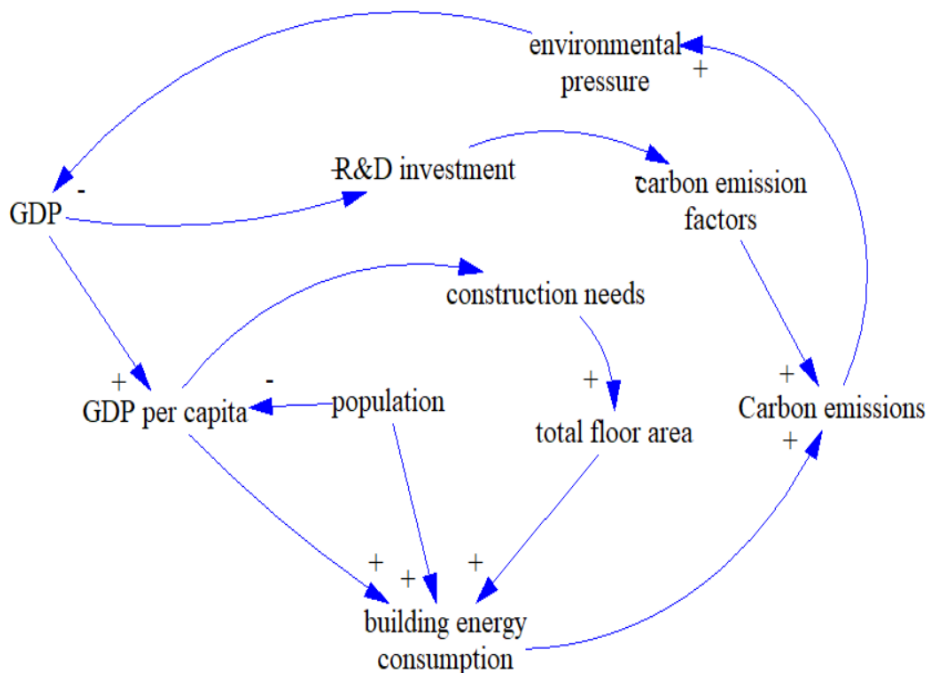 environmental
pressure
+
-R&D investment
-
carbon emission
factors
GDP
construction needs
+
-
+
+
GDP per capita
population
Carbon emissions
total floor area
+
+
+
+
building energy
consumption